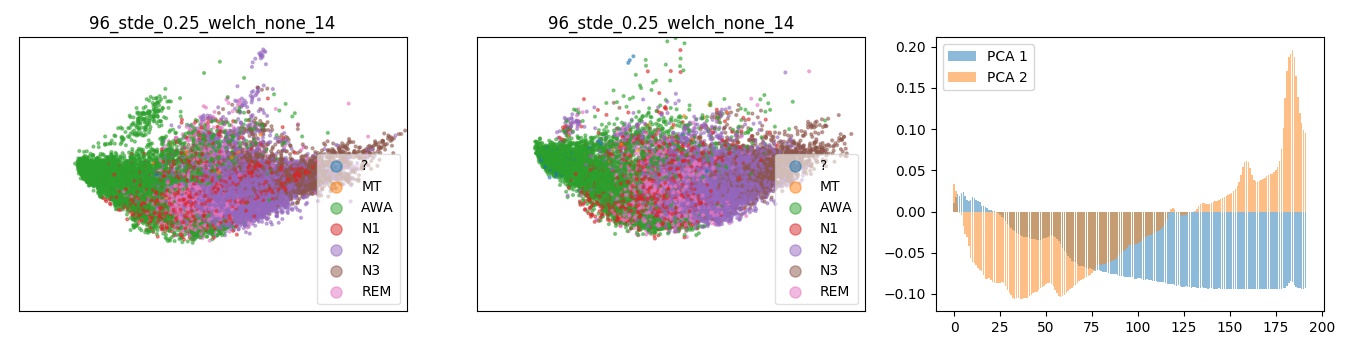 96_stde_0.25_welch_none_14
?
MT
AWA
N1
N2
N3
REM
96_stde_0.25_welch_none_14
?
MT
AWA
N1
N2
N3
REM
PCA 1
PCA 2
0.20
0.15
0.10
0.05
0.00
−0.05
−0.10
0 25 50 75 100 125 150 175 200